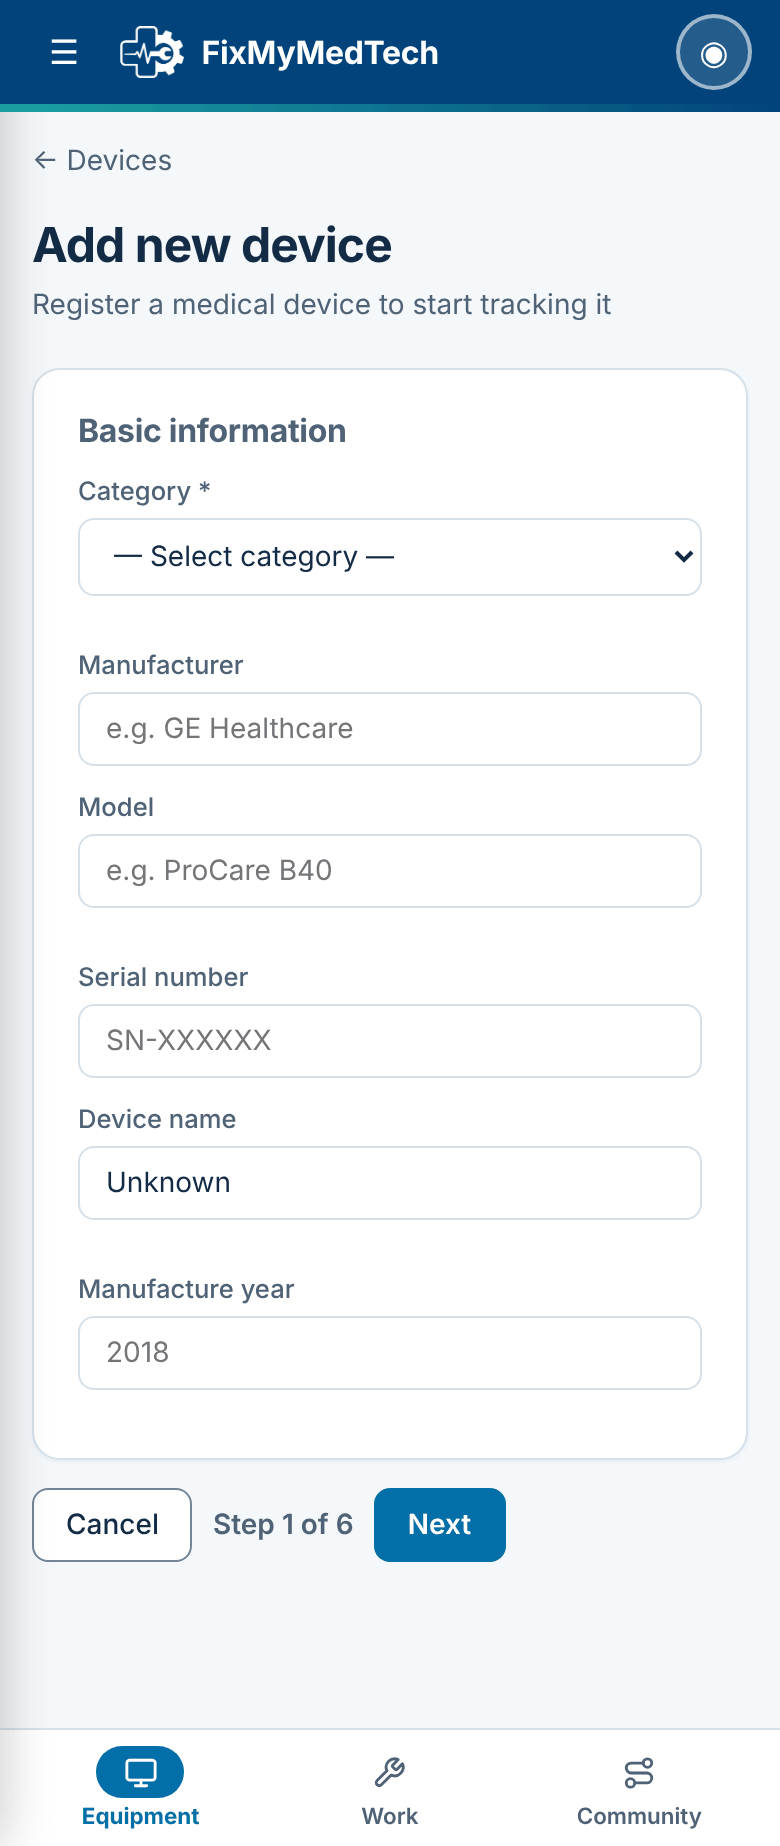 FixMyMedTech
← Devices
Add new device
Register a medical device to start tracking it
Basic information
Category *
— Select category —
Manufacturer
e.g. GE Healthcare
Model
e.g. ProCare B40
Serial number
SN-XXXXXX
Device name
Unknown
Manufacture year
2018
Cancel Step 1 of 6 Next
Equipment Work Community